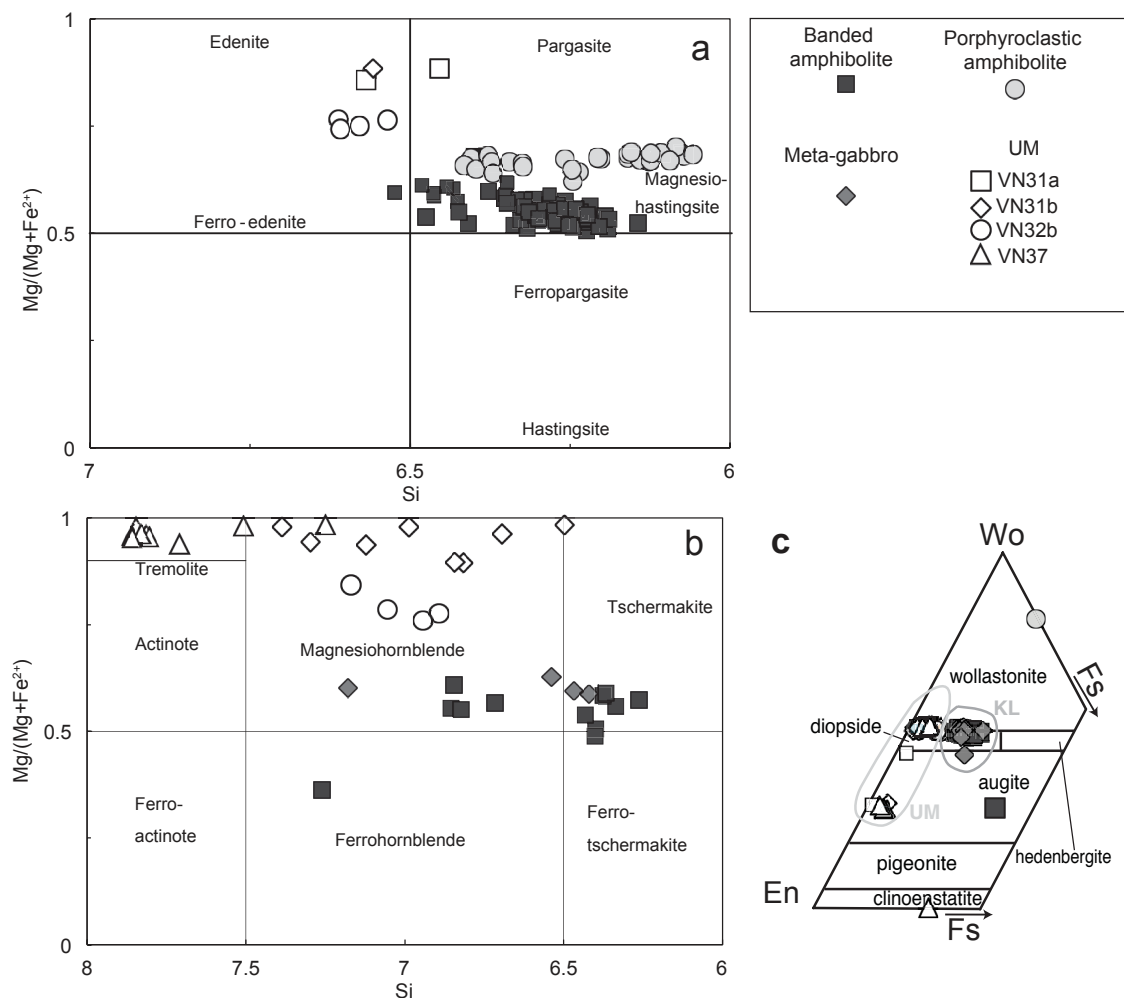 1
Edenite
Pargasite
a
Mg/(Mg+Fe²⁺)
Magnesio-
hastingsite
Ferro - edenite
0.5
Ferropargasite
Hastingsite
0
7
6.5
6
Si
Banded
amphibolite
Porphyroclastic
amphibolite
Meta-gabbro
UM
VN31a
VN31b
VN32b
VN37
1
b
Tremolite
Tschermakite
Actinote
Magnesiohornblende
Mg/(Mg+Fe²⁺)
0.5
Ferro-
actinote
Ferrohornblende
Ferro-
tschermakite
0
8
7.5
7
6.5
6
Si
c
Wo
wollastonite
Fs
KL
diopside
augite
UM
hedenbergite
pigeonite
En
clinoenstatite
Fs